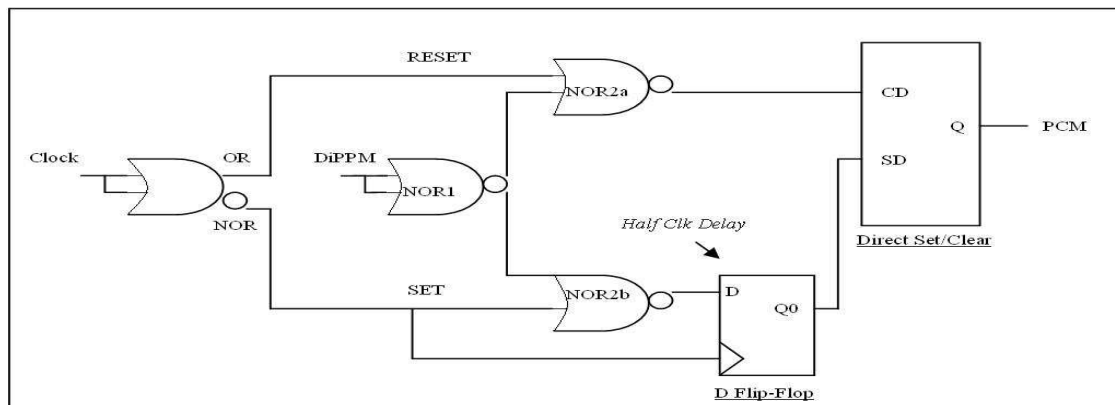 RESET
NOR2a
CD
Q
PCM
Clock
OR
DiPPM
NOR1
SD
NOR
Half Clk Delay
Direct Set/Clear
SET
NOR2b
D
Q0
D Flip-Flop